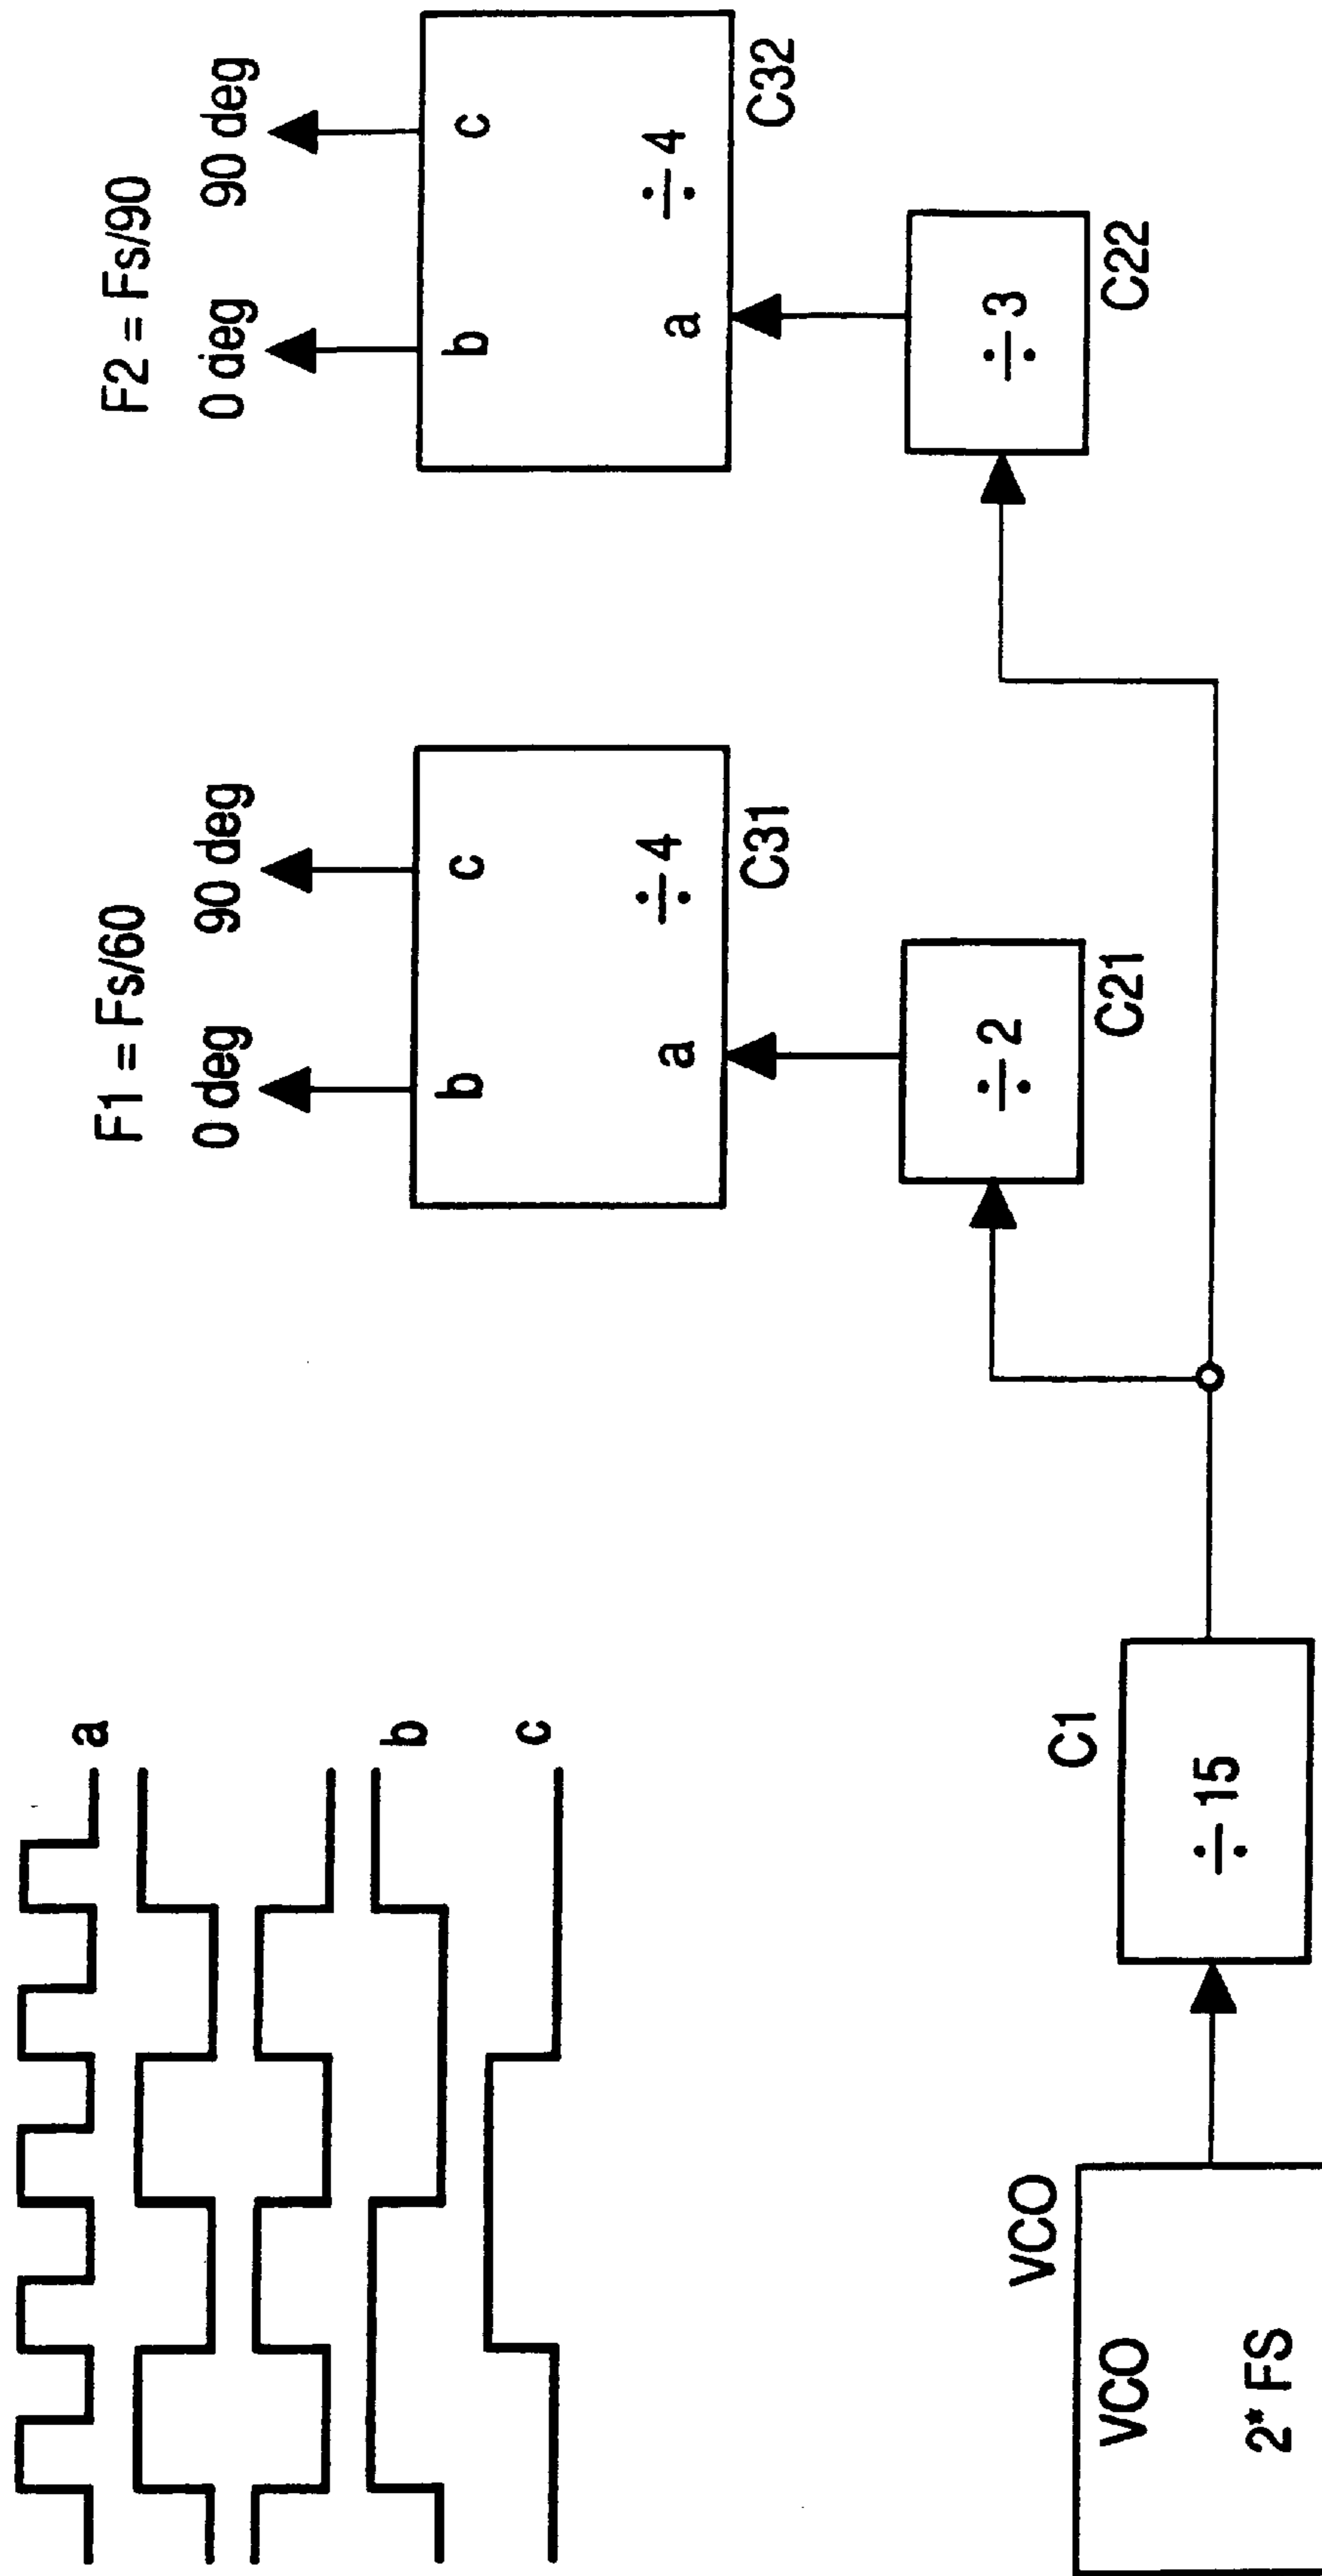 a
b
c
F1 = Fs/60
0 deg
90 deg
b
c
a
÷ 4
C31
÷ 2
C21
F2 = Fs/90
0 deg
90 deg
b
c
a
÷ 4
C32
÷ 3
C22
VCO
VCO
2* FS
C1
÷ 15